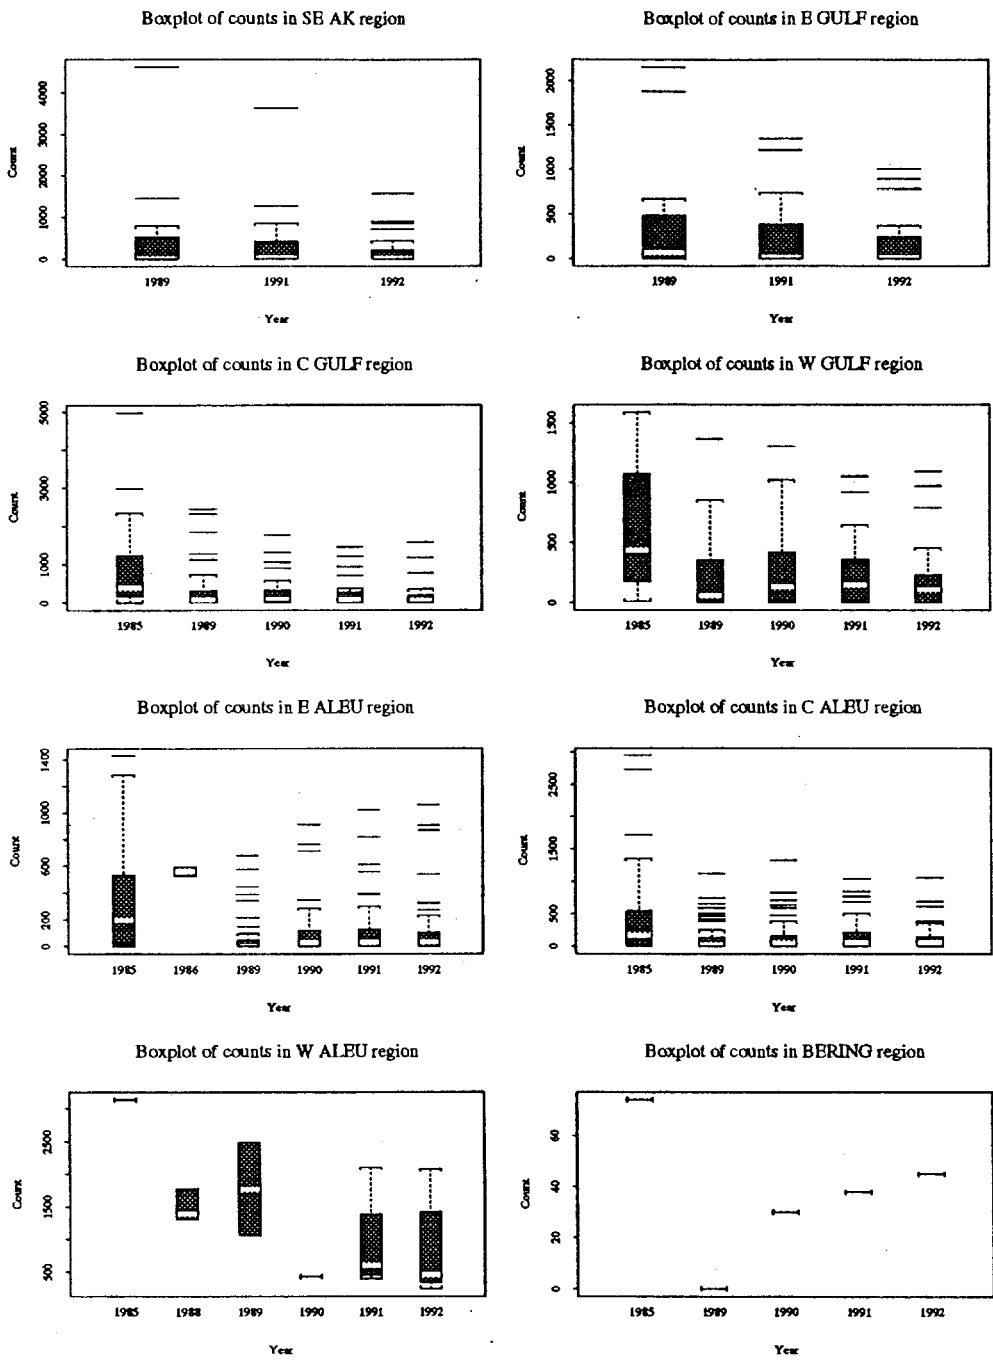 Boxplot of counts in SE AK region
Count
0 1000 2000 3000 4000
1989 1991 1992
Year
Boxplot of counts in E GULF region
Count
0 500 1000 1500 2000
1989 1991 1992
Year
Boxplot of counts in C GULF region
Count
0 1000 3000 5000
1985 1989 1990 1991 1992
Year
Boxplot of counts in W GULF region
Count
0 500 1000 1500
1985 1989 1990 1991 1992
Year
Boxplot of counts in E ALEU region
Count
0 200 600 1000 1400
1985 1986 1989 1990 1991 1992
Year
Boxplot of counts in C ALEU region
Count
0 500 1500 2500
1985 1989 1990 1991 1992
Year
Boxplot of counts in W ALEU region
Count
500 1500 2500
1985 1988 1989 1990 1991 1992
Year
Boxplot of counts in BERING region
Count
0 20 40 60
1985 1989 1990 1991 1992
Year